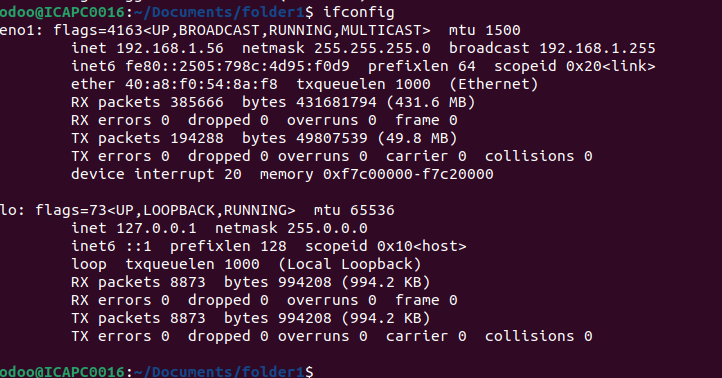 odoo@ICAPC0016:~/Documents/folder1$ ifconfig
eno1: flags=4163<UP,BROADCAST,RUNNING,MULTICAST>  mtu 1500
        inet 192.168.1.56  netmask 255.255.255.0  broadcast 192.168.1.255
        inet6 fe80::2505:798c:4d95:f0d9  prefixlen 64  scopeid 0x20<link>
        ether 40:a8:f0:54:8a:f8  txqueuelen 1000  (Ethernet)
        RX packets 385666  bytes 431681794 (431.6 MB)
        RX errors 0  dropped 0  overruns 0  frame 0
        TX packets 194288  bytes 49807539 (49.8 MB)
        TX errors 0  dropped 0 overruns 0  carrier 0  collisions 0
        device interrupt 20  memory 0xf7c00000-f7c20000

lo: flags=73<UP,LOOPBACK,RUNNING>  mtu 65536
        inet 127.0.0.1  netmask 255.0.0.0
        inet6 ::1  prefixlen 128  scopeid 0x10<host>
        loop  txqueuelen 1000  (Local Loopback)
        RX packets 8873  bytes 994208 (994.2 KB)
        RX errors 0  dropped 0  overruns 0  frame 0
        TX packets 8873  bytes 994208 (994.2 KB)
        TX errors 0  dropped 0 overruns 0  carrier 0  collisions 0

odoo@ICAPC0016:~/Documents/folder1$